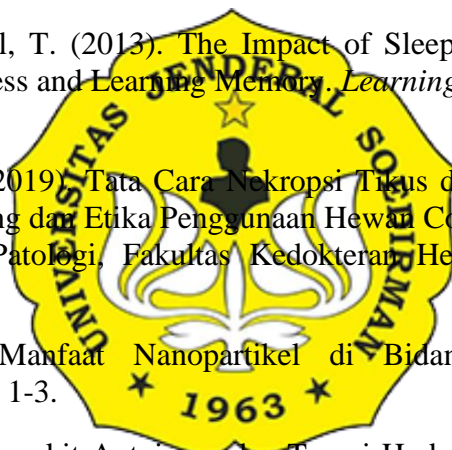 l, T. (2013). The Impact of Sleep
ess and Learning Memory. Learning
UNIVERSITAS JENDERAL SOEDIRMAN
2019). Tata Cara Nekropsi Tikus d
ng dan Etika Penggunaan Hewan Co
Patologi, Fakultas Kedokteran He
Manfaat Nanopartikel di Bidan
1-3.
1963